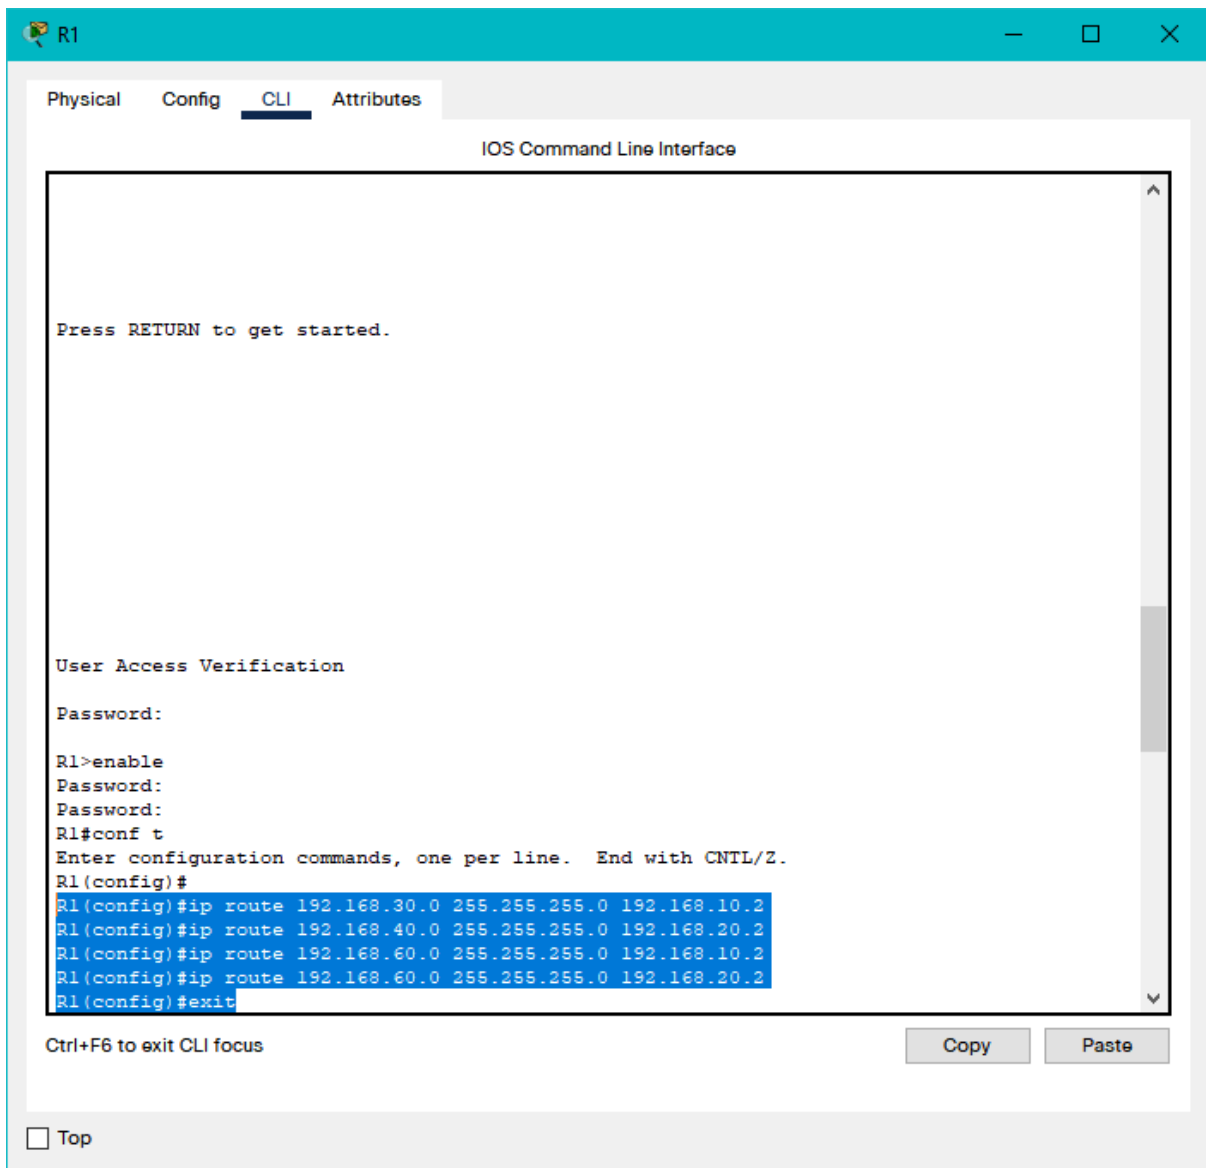 R1
Physical Config CLI Attributes
IOS Command Line Interface
Press RETURN to get started.
User Access Verification
Password:
R1>enable
Password:
Password:
R1#conf t
Enter configuration commands, one per line.  End with CNTL/Z.
R1(config)#
R1(config)#ip route 192.168.30.0 255.255.255.0 192.168.10.2
R1(config)#ip route 192.168.40.0 255.255.255.0 192.168.20.2
R1(config)#ip route 192.168.60.0 255.255.255.0 192.168.10.2
R1(config)#ip route 192.168.60.0 255.255.255.0 192.168.20.2
R1(config)#exit
Ctrl+F6 to exit CLI focus
Copy Paste
Top